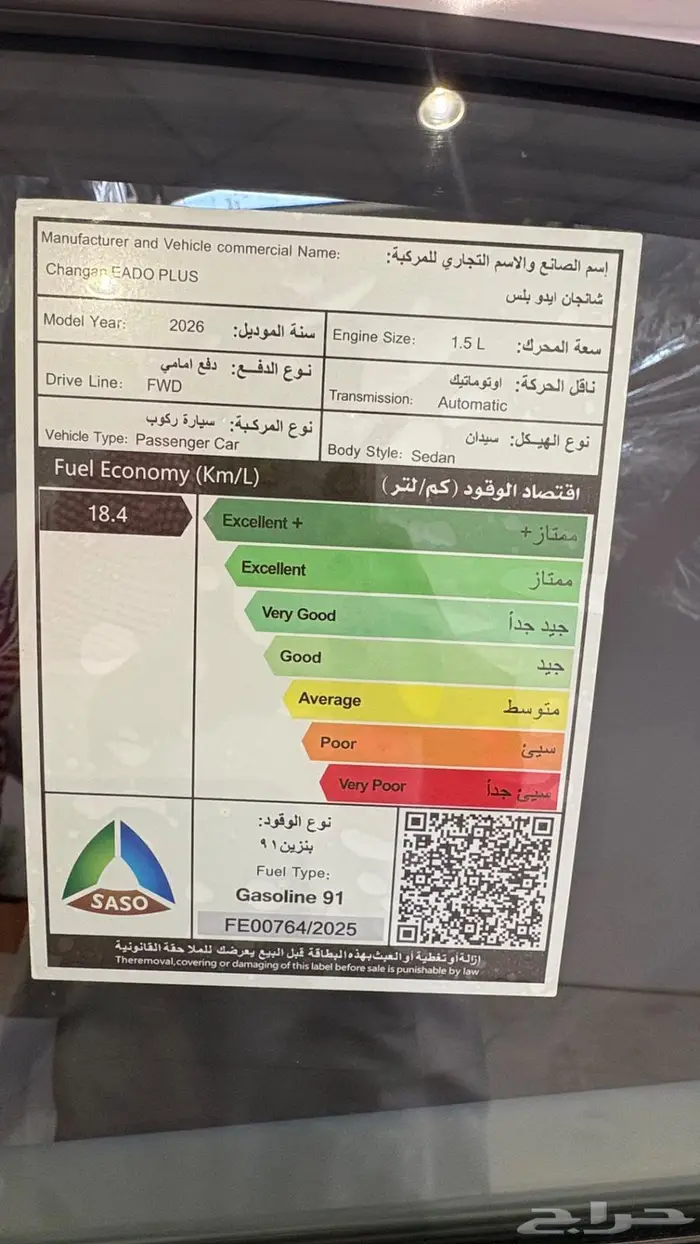 Manufacturer and Vehicle commercial Name:
إسم الصانع والاسم التجاري للمركبة:
Changan EADO PLUS
شانجان ايدو بلس
Model Year: 2026 سنة الموديل:
Engine Size: 1.5 L سعة المحرك:
نوع الدفع: دفع امامي
Drive Line: FWD
ناقل الحركة: اوتوماتيك
Transmission: Automatic
نوع المركبة: سيارة ركوب
Vehicle Type: Passenger Car
نوع الهيكل: سيدان
Body Style: Sedan
Fuel Economy (Km/L) اقتصاد الوقود (كم/لتر)
18.4
Excellent + ممتاز+
Excellent ممتاز
Very Good جيد جداً
Good جيد
Average متوسط
Poor سيئ
Very Poor سيئ جداً
SASO
نوع الوقود:
بنزين ٩١
Fuel Type:
Gasoline 91
FE00764/2025
إزالة أو تغطية أو العبث بهذه البطاقة قبل البيع يعرضك للملا حقة القانونية
Theremoval,covering or damaging of this label before sale is punishable by law
حراج